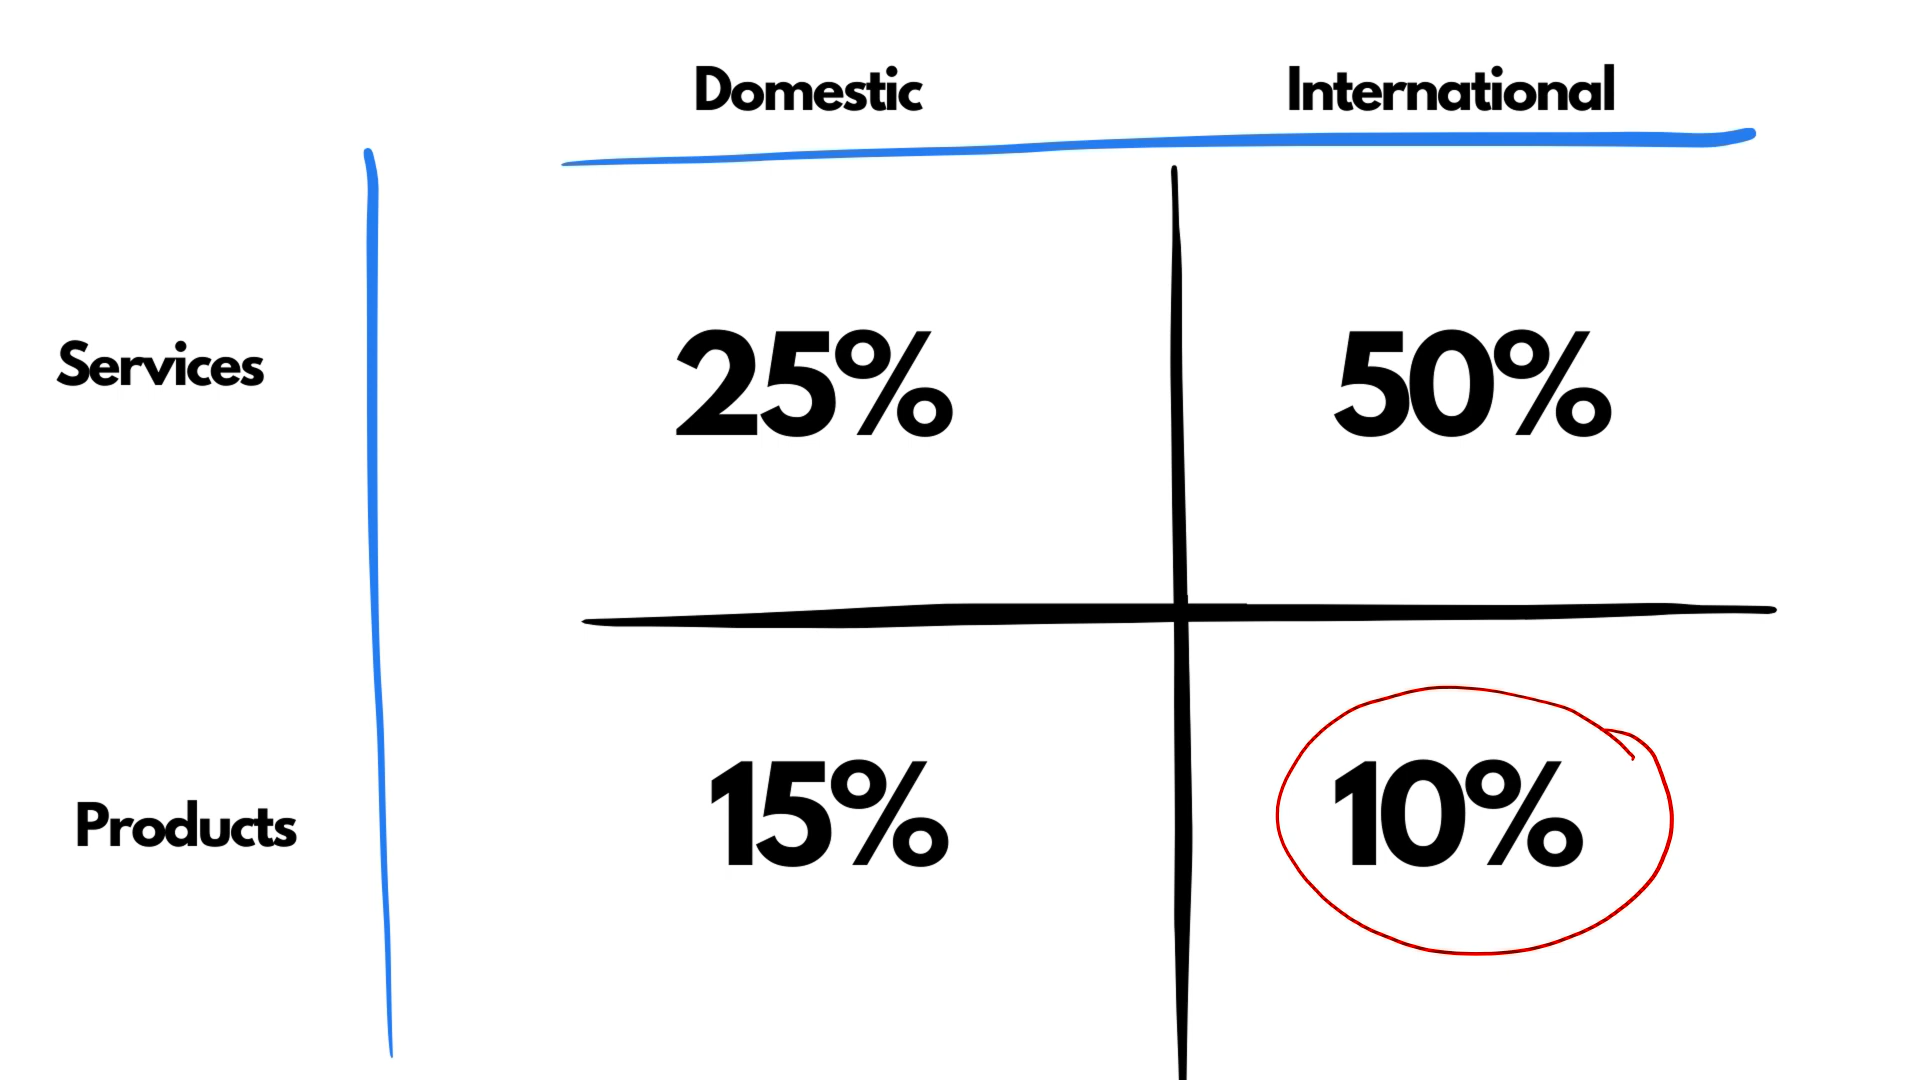 Domestic International
Services 25% 50%
Products 15% 10%